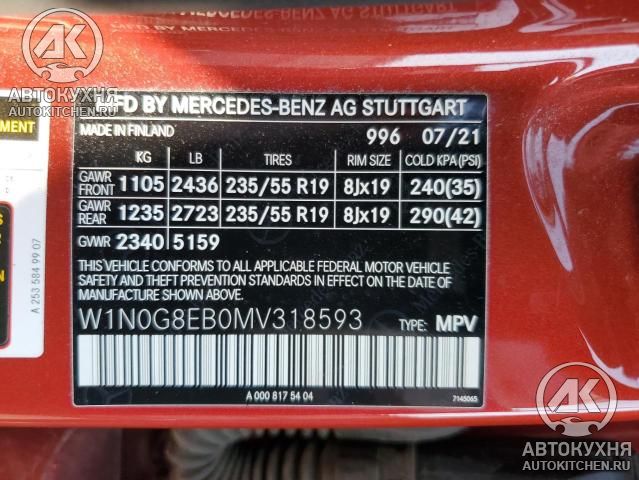 АВТОКУХНЯ
AUTOKITCHEN.RU
MFD BY MERCEDES-BENZ AG STUTTGART
MADE IN FINLAND 996 07/21
KG LB TIRES RIM SIZE COLD KPA(PSI)
GAWR FRONT 1105 2436 235/55 R19 8Jx19 240(35)
GAWR REAR 1235 2723 235/55 R19 8Jx19 290(42)
GVWR 2340 5159
THIS VEHICLE CONFORMS TO ALL APPLICABLE FEDERAL MOTOR VEHICLE
SAFETY AND THEFT PREVENTION STANDARDS IN EFFECT ON THE DATE
OF MANUFACTURE SHOWN ABOVE.
W1N0G8EB0MV318593 TYPE: MPV
A 000 817 54 04 7145065
A 253 584 99 07
AK
АВТОКУХНЯ
AUTOKITCHEN.RU